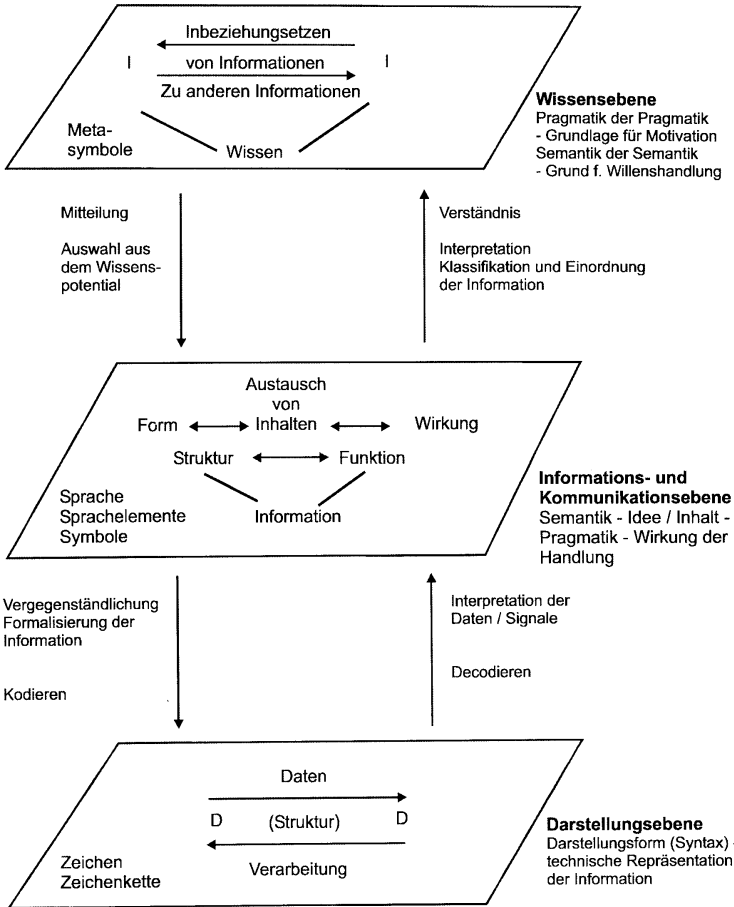 Inbeziehungsetzen
I von Informationen I
Zu anderen Informationen
Meta-
symbole
Wissen
Wissensebene
Pragmatik der Pragmatik
- Grundlage für Motivation
Semantik der Semantik
- Grund f. Willenshandlung
Mitteilung
Auswahl aus
dem Wissens-
potential
Verständnis
Interpretation
Klassifikation und Einordnung
der Information
Austausch
von
Form Inhalten Wirkung
Struktur Funktion
Sprache
Sprachelemente
Symbole
Information
Informations- und
Kommunikationsebene
Semantik - Idee / Inhalt -
Pragmatik - Wirkung der
Handlung
Vergegenständlichung
Formalisierung der
Information
Kodieren
Interpretation der
Daten / Signale
Decodieren
Daten
D (Struktur) D
Verarbeitung
Zeichen
Zeichenkette
Darstellungsebene
Darstellungsform (Syntax) -
technische Repräsentation
der Information